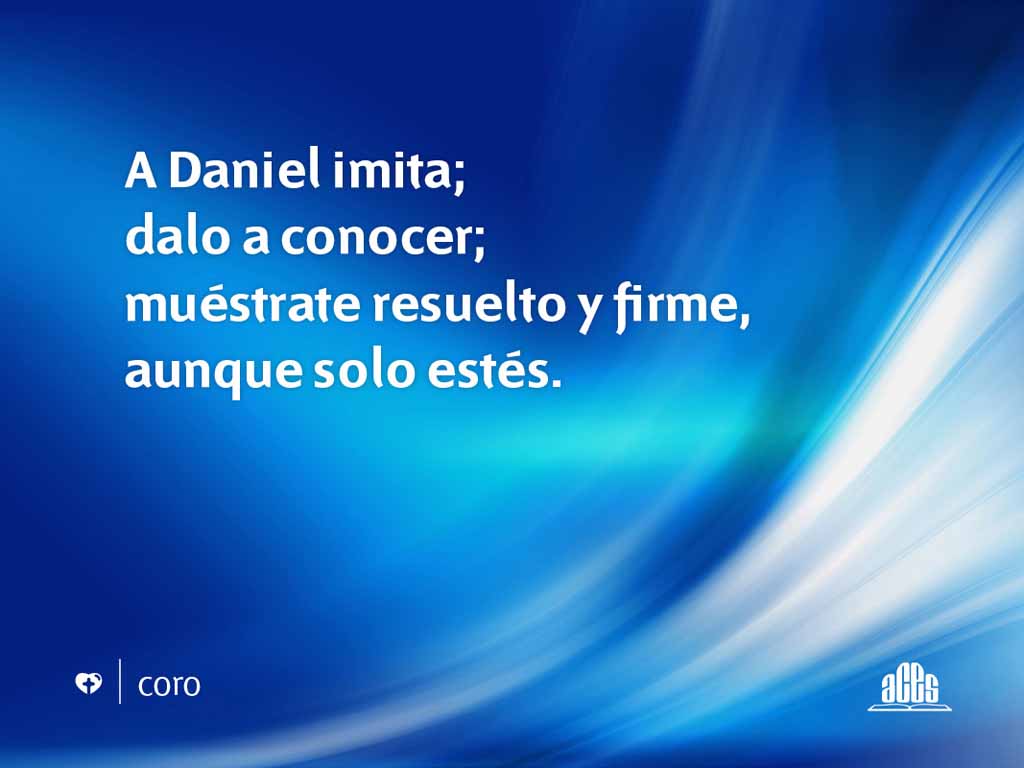 A Daniel imita;
dalo a conocer;
muéstrate resuelto y firme,
aunque solo estés.
coro
aces